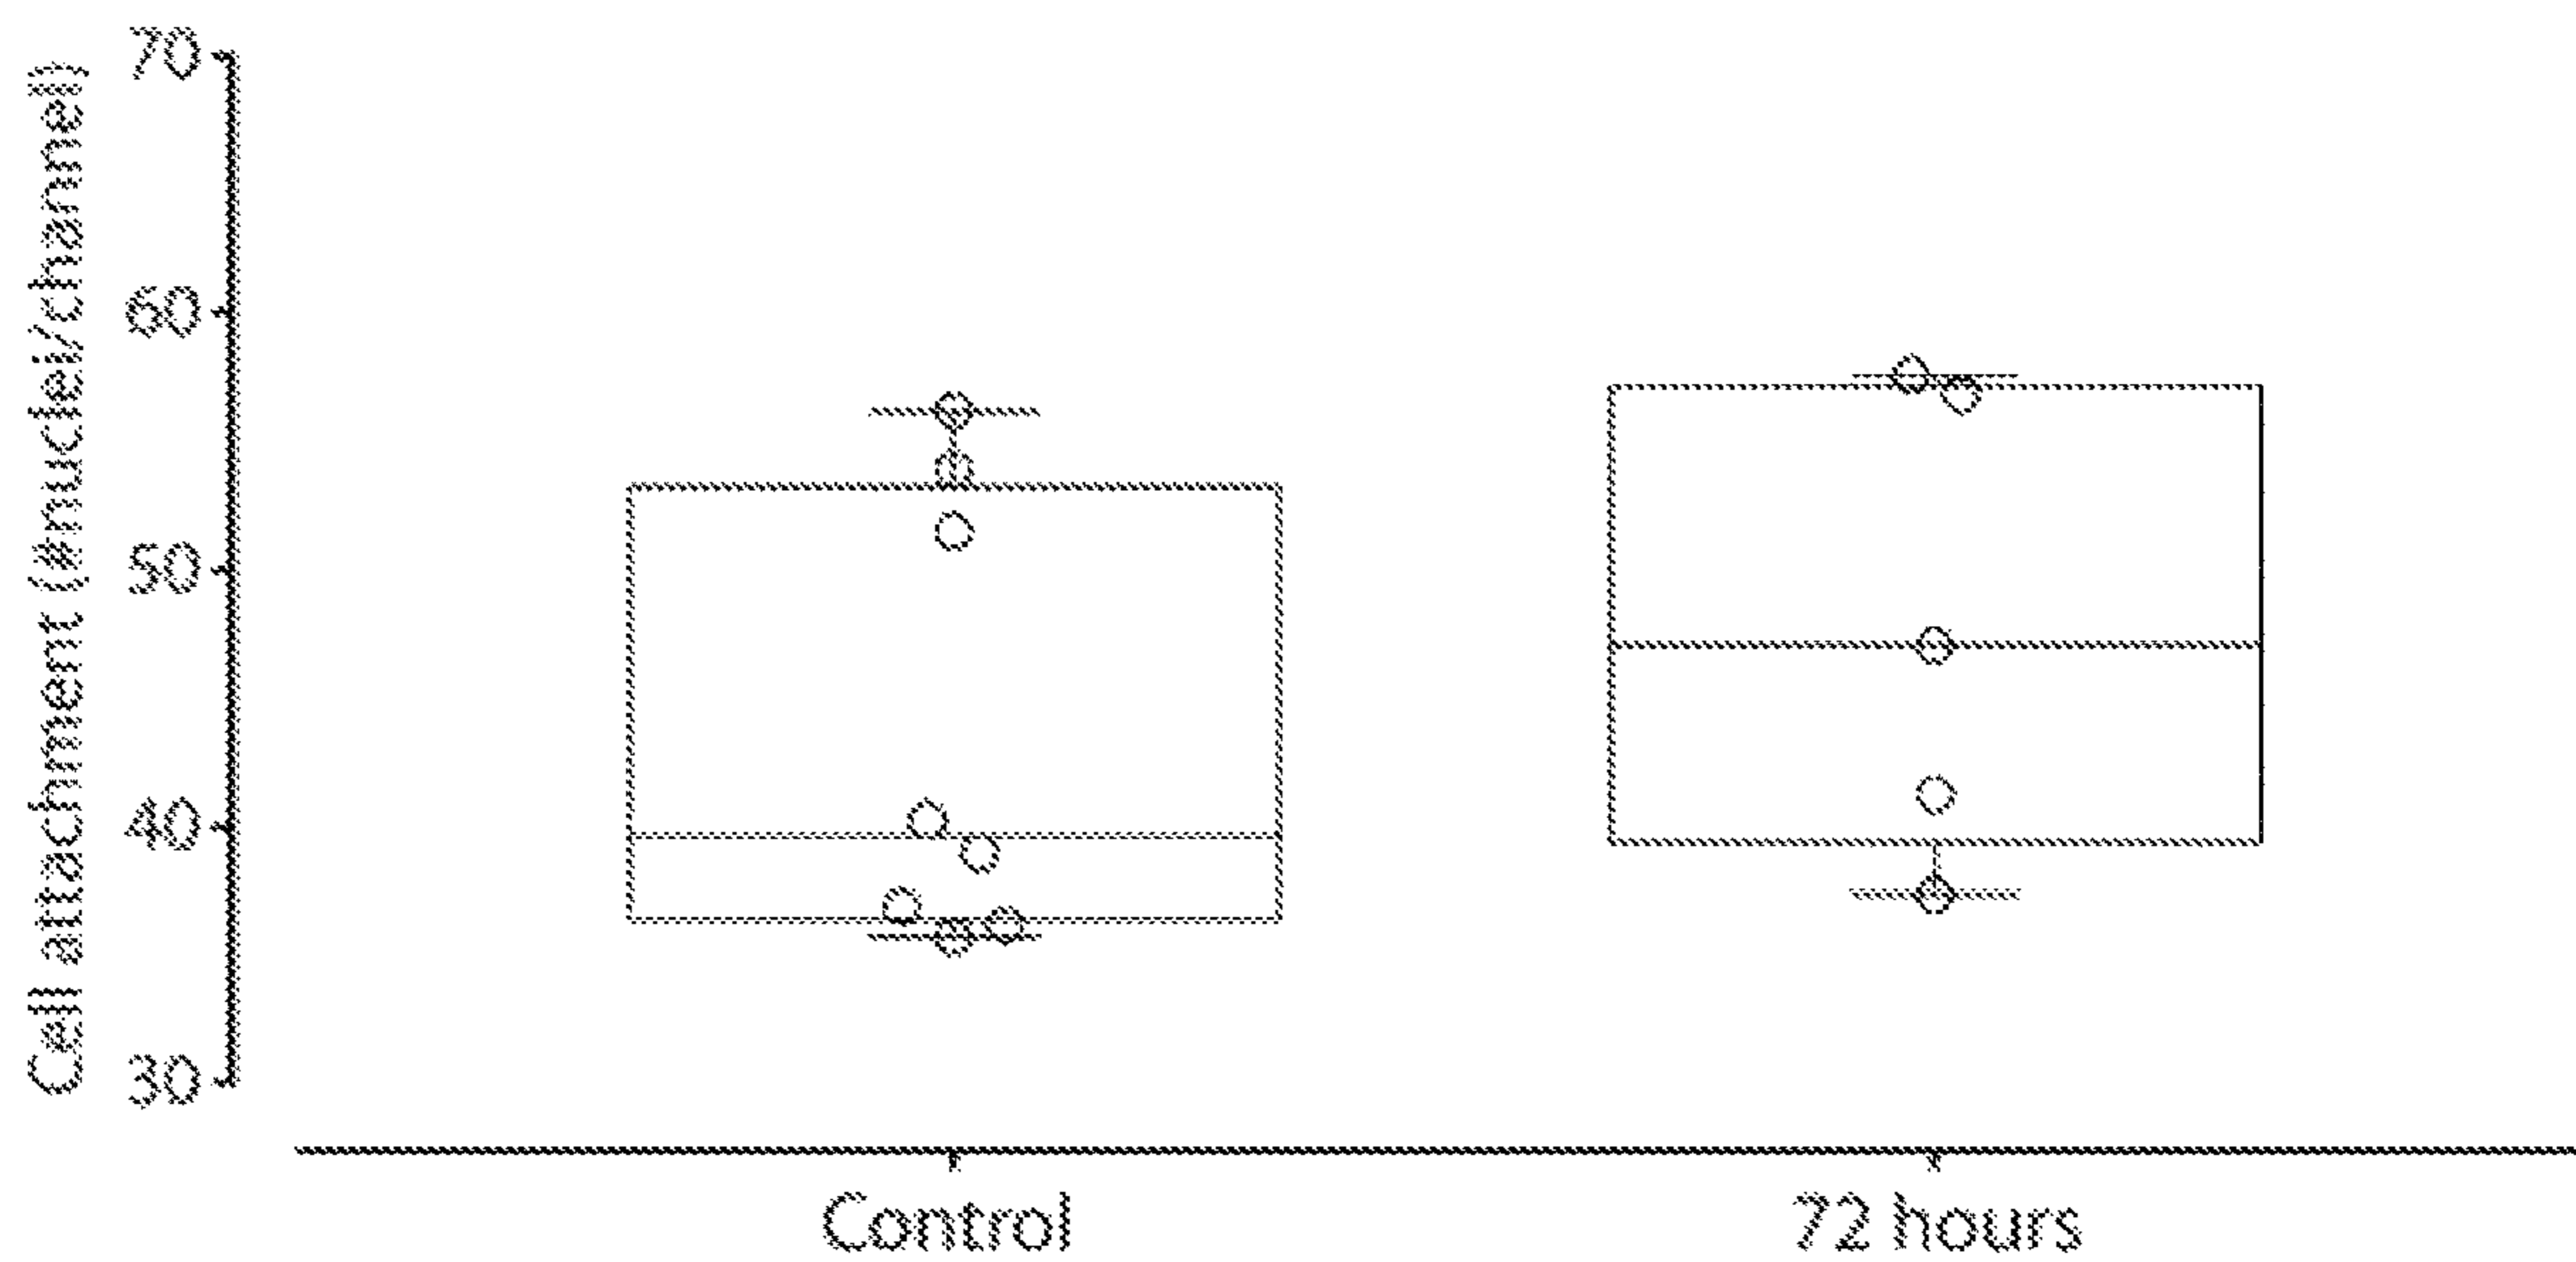 Cell attachment (#nuclei/channel)
70
60
50
40
30
Control
72 hours